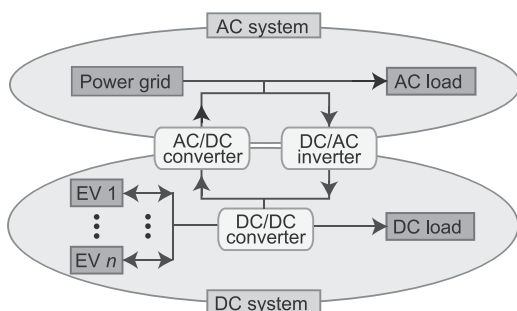 AC system
Power grid
AC load
AC/DC
converter
DC/AC
inverter
EV 1
EV n
DC/DC
converter
DC load
DC system